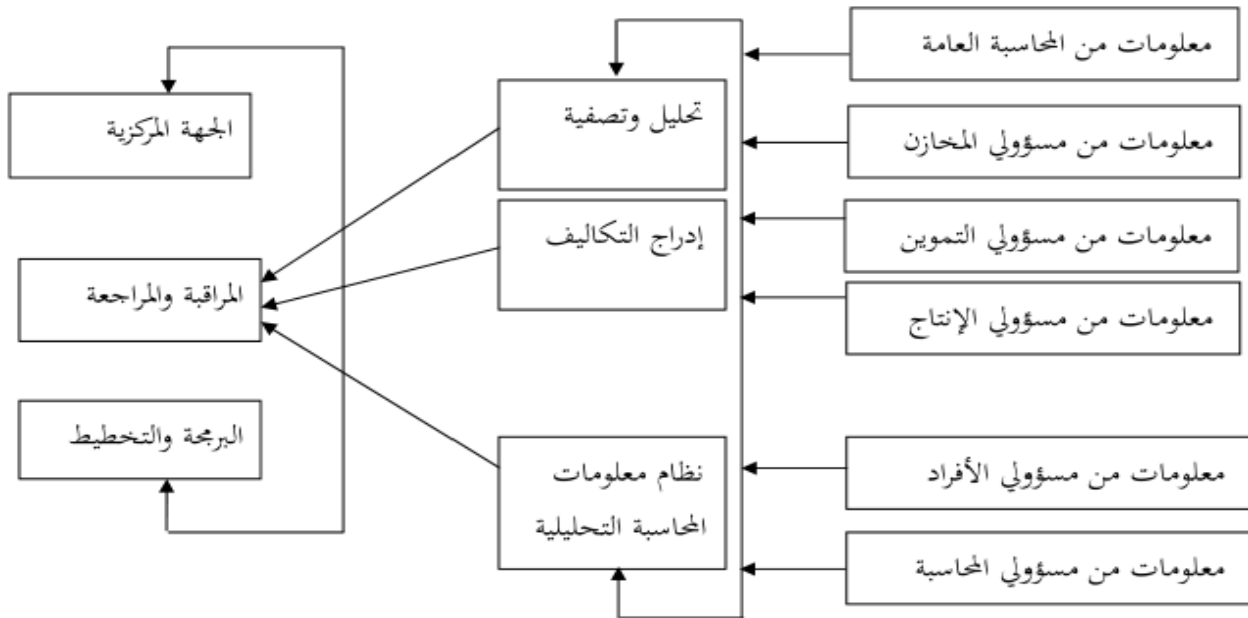 معلومات من المحاسبة العامة
معلومات من مسؤولي المخازن
معلومات من مسؤولي التموين
معلومات من مسؤولي الإنتاج
معلومات من مسؤولي الأفراد
معلومات من مسؤولي المحاسبة
تحليل وتصفية
إدراج التكاليف
نظام معلومات
المحاسبة التحليلية
الجهة المركزية
المراقبة والمراجعة
البرمجة والتخطيط